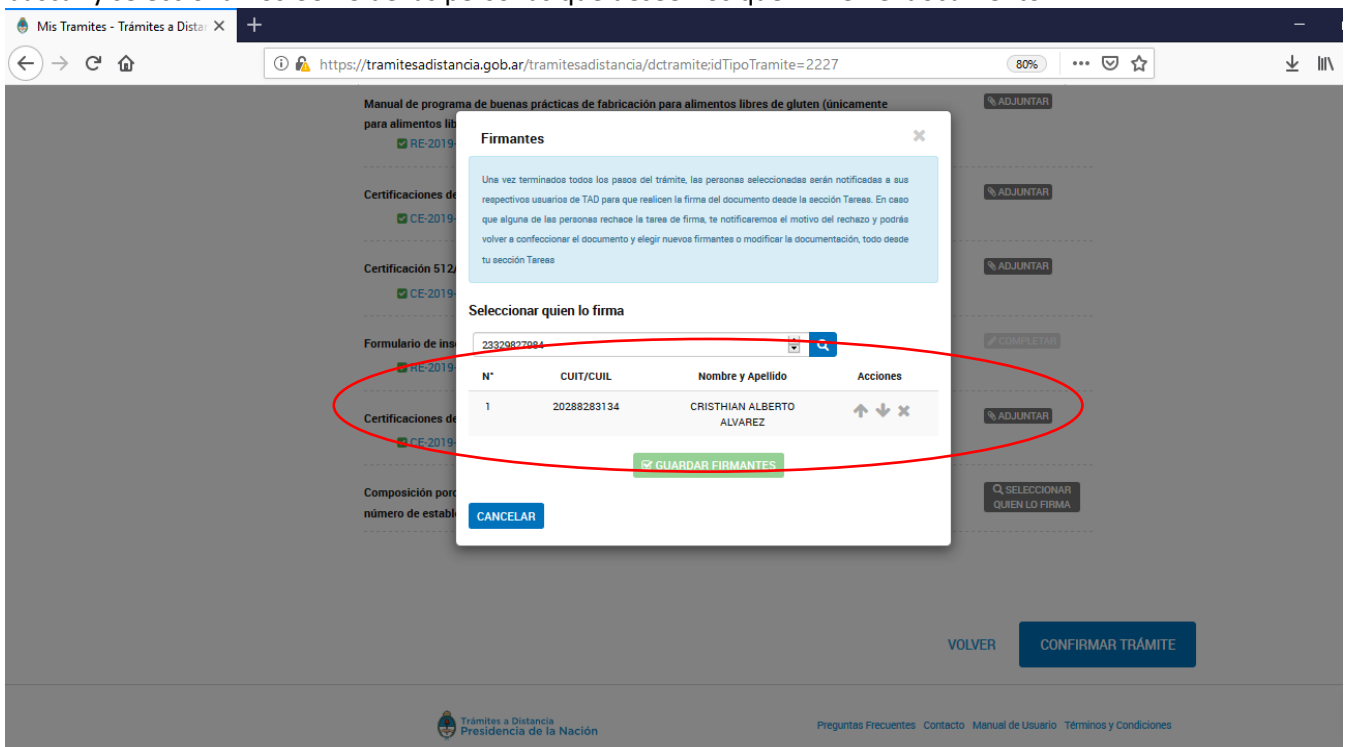 Mis Tramites - Trámites a Dista
https://tramitesadistancia.gob.ar/tramitesadistancia/dctramite;idTipoTramite=2227
80%
Manual de programa de buenas prácticas de fabricación para alimentos libres de gluten (únicamente
para alimentos lib
ADJUNTAR
RE-2019-
Firmantes
Una vez terminados todos los pasos del trámite, las personas seleccionadas serán notificadas a sus
respectivos usuarios de TAD para que realicen la firma del documento desde la sección Tareas. En caso
que alguna de las personas rechace la tarea de firma, te notificaremos el motivo del rechazo y podrás
volver a confeccionar el documento y elegir nuevos firmantes o modificar la documentación, todo desde
tu sección Tareas
Certificaciones de
ADJUNTAR
CE-2019-
Certificación 512/
ADJUNTAR
CE-2019-
Seleccionar quien lo firma
Formulario de ins
23329827984
COMPLETAR
RE-2019-
N° CUIT/CUIL Nombre y Apellido Acciones
1 20288283134 CRISTHIAN ALBERTO
ALVAREZ
Certificaciones de
ADJUNTAR
CE-2019-
GUARDAR FIRMANTES
Composición porc
número de establ
SELECCIONAR
QUIEN LO FIRMA
CANCELAR
VOLVER CONFIRMAR TRÁMITE
Trámites a Distancia
Presidencia de la Nación
Preguntas Frecuentes Contacto Manual de Usuario Términos y Condiciones